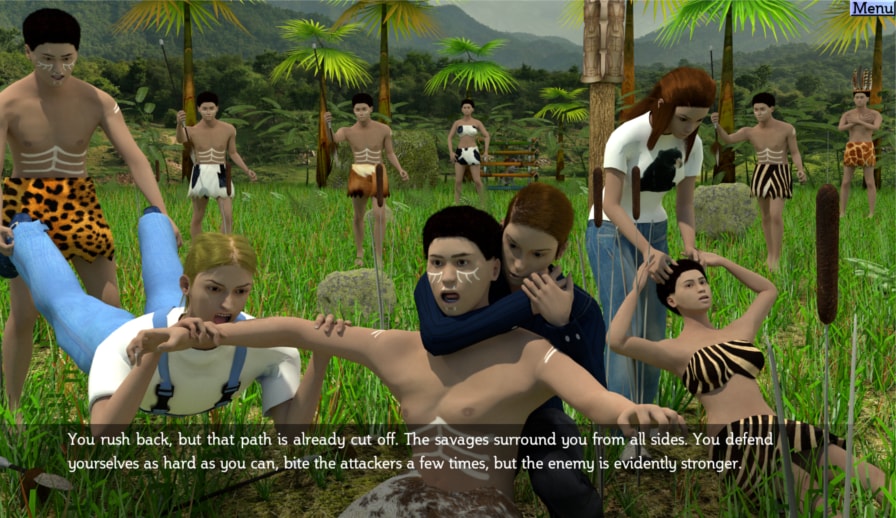 Menu
You rush back, but that path is already cut off. The savages surround you from all sides. You defend
yourselves as hard as you can, bite the attackers a few times, but the enemy is evidently stronger.